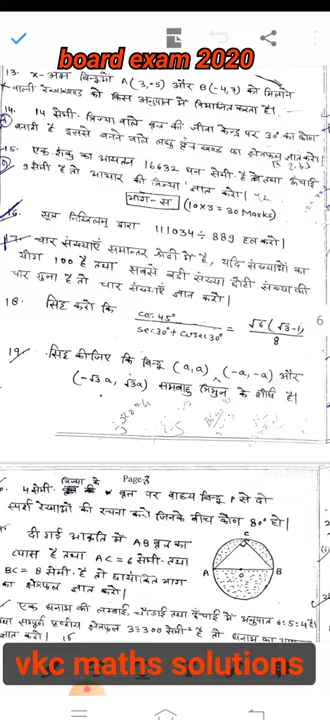 board exam 2020
13. x-अक्ष बिन्दुओं A (3,-5) और B(-4,7) को मिलाने
वाली रेखाखण्ड को किस अनुपात में विभाजित करता है।
14. 14 सेमी. त्रिज्या वाले वृत्त की जीवा केन्द्र पर 30° का कोण
बनाती है इससे बनने वाले लघु वृत्त खण्ड का क्षेत्रफल ज्ञात करो।
15. एक शंकु का आयतन 16632 घन सेमी. है तथा ऊँचाई
9 सेमी है तो आधार की त्रिज्या ज्ञात करो।
भाग - स (10×3 = 30 Marks)
16. सूत्र निखिलम् द्वारा 111034 ÷ 889 हल करो।
17. चार संख्याएँ समान्तर श्रेढी में है, यदि संख्याओं का
योग 100 है तथा सबसे बड़ी संख्या छोटी संख्या की
चार गुना है तो चार संख्याएँ ज्ञात करो।
18. सिद्ध करो कि cos 45° / sec 30° + cosec 30° = √6 (√3-1) / 8
6
19. सिद्ध कीजिए कि बिन्दु (a,a), (-a,-a) और
(-√3 a, √3a) समबाहु त्रिभुज के शीर्ष है।
Page-3
4 सेमी. त्रिज्या के वृत्त पर बाह्य बिन्दु P से दो
स्पर्श रेखाओं की रचना करो जिनके बीच कोण 80° हो।
दी गई आकृति में AB वृत्त का
व्यास है तथा AC = 6 सेमी. तथा
BC = 8 सेमी. है तो छायांकित भाग
का क्षेत्रफल ज्ञात करो।
C
A O B
एक घनाभ की लम्बाई, चौड़ाई तथा ऊँचाई में अनुपात 6:5:4 है।
तथा सम्पूर्ण पृष्ठीय क्षेत्रफल 33300 सेमी² है तो घनाभ का
ज्ञात करो। 15
vkc maths solutions